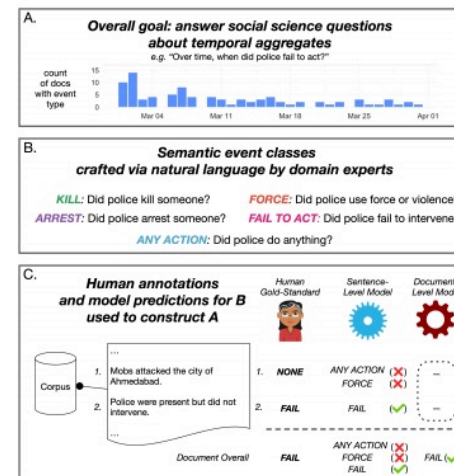 A.
Overall goal: answer social science questions
about temporal aggregates
e.g. "Over time, when did police fail to act?"
count
of docs
with event
type
15
10
5
0
Mar 04
Mar 11
Mar 18
Mar 25
Apr 01
B.
Semantic event classes
crafted via natural language by domain experts
KILL: Did police kill someone?
FORCE: Did police use force or violence
ARREST: Did police arrest someone?
FAIL TO ACT: Did police fail to intervene
ANY ACTION: Did police do anything?
C.
Human annotations
and model predictions for B
used to construct A
Human
Gold-Standard
Sentence-
Level Model
Document
Level Mode
Corpus
...
1. Mobs attacked the city of
Ahmedabad.
2. Police were present but did not
intervene.
...
1. NONE
ANY ACTION (❌)
FORCE (❌)
–
2. FAIL
FAIL (✓)
–
Document Overall
FAIL
ANY ACTION (❌)
FORCE (❌)
FAIL (✓)
FAIL (✓